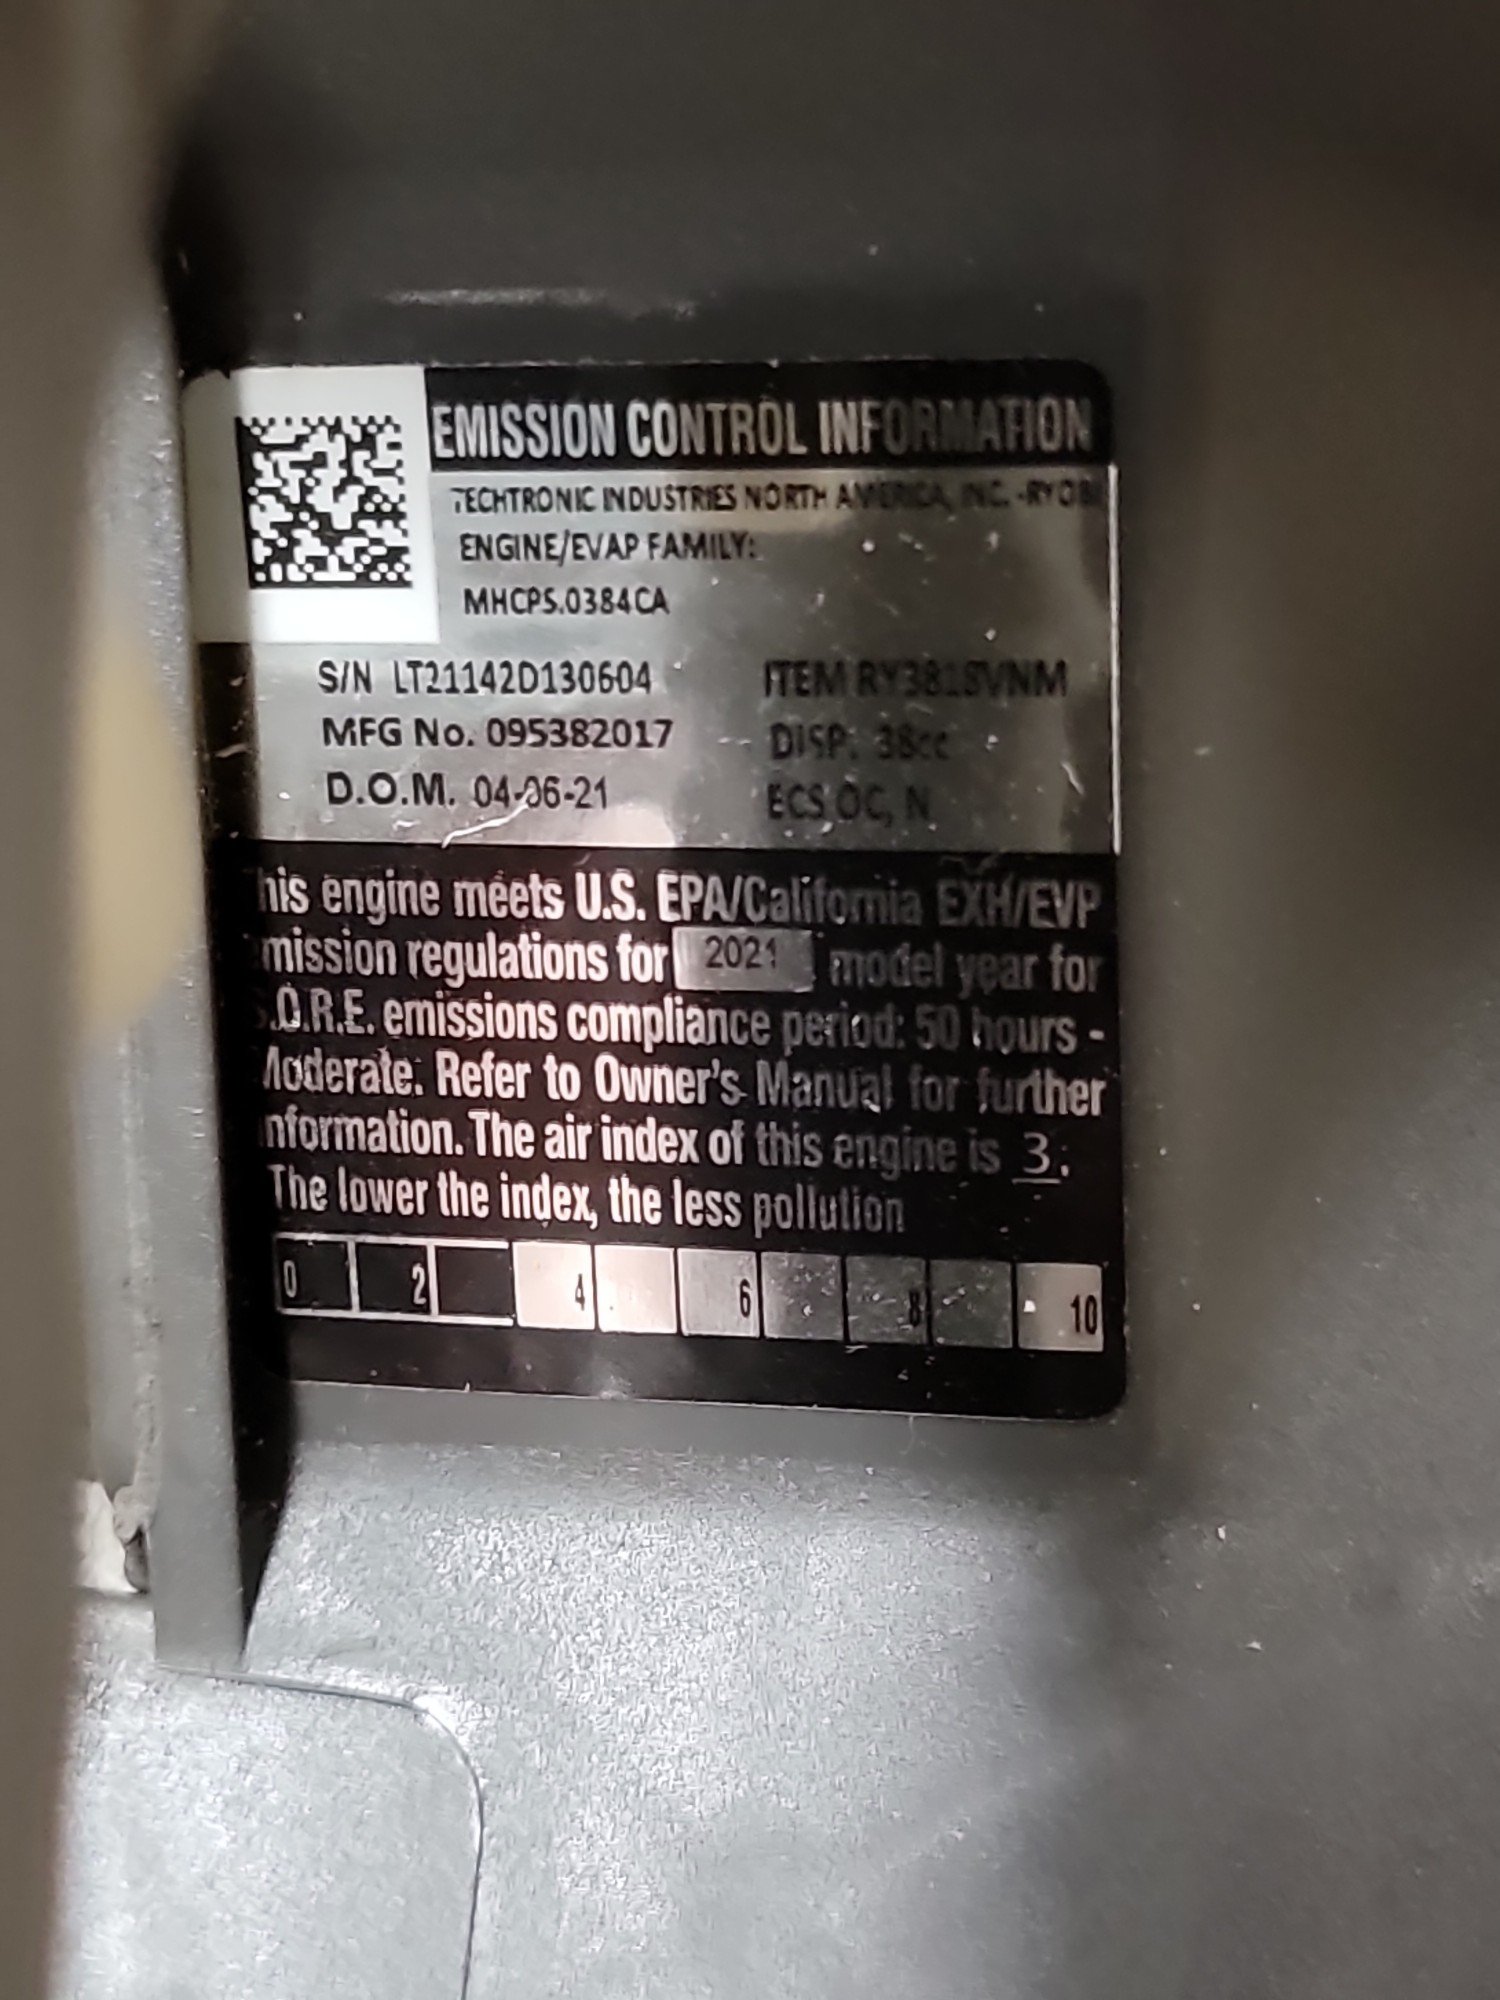 EMISSION CONTROL INFORMATION
TECHTRONIC INDUSTRIES NORTH AMERICA, INC. -RYOBI
ENGINE/EVAP FAMILY:
MHCPS.0384CA
S/N LT21142D130604 ITEM RY3818VNM
MFG No. 095382017 DISP: 38cc
D.O.M. 04-06-21 ECS OC, N
his engine meets U.S. EPA/California EXH/EVP
mission regulations for 2021 model year for
.O.R.E. emissions compliance period: 50 hours -
Moderate. Refer to Owner's Manual for further
nformation. The air index of this engine is 3.
The lower the index, the less pollution
0 2 4 6 8 10